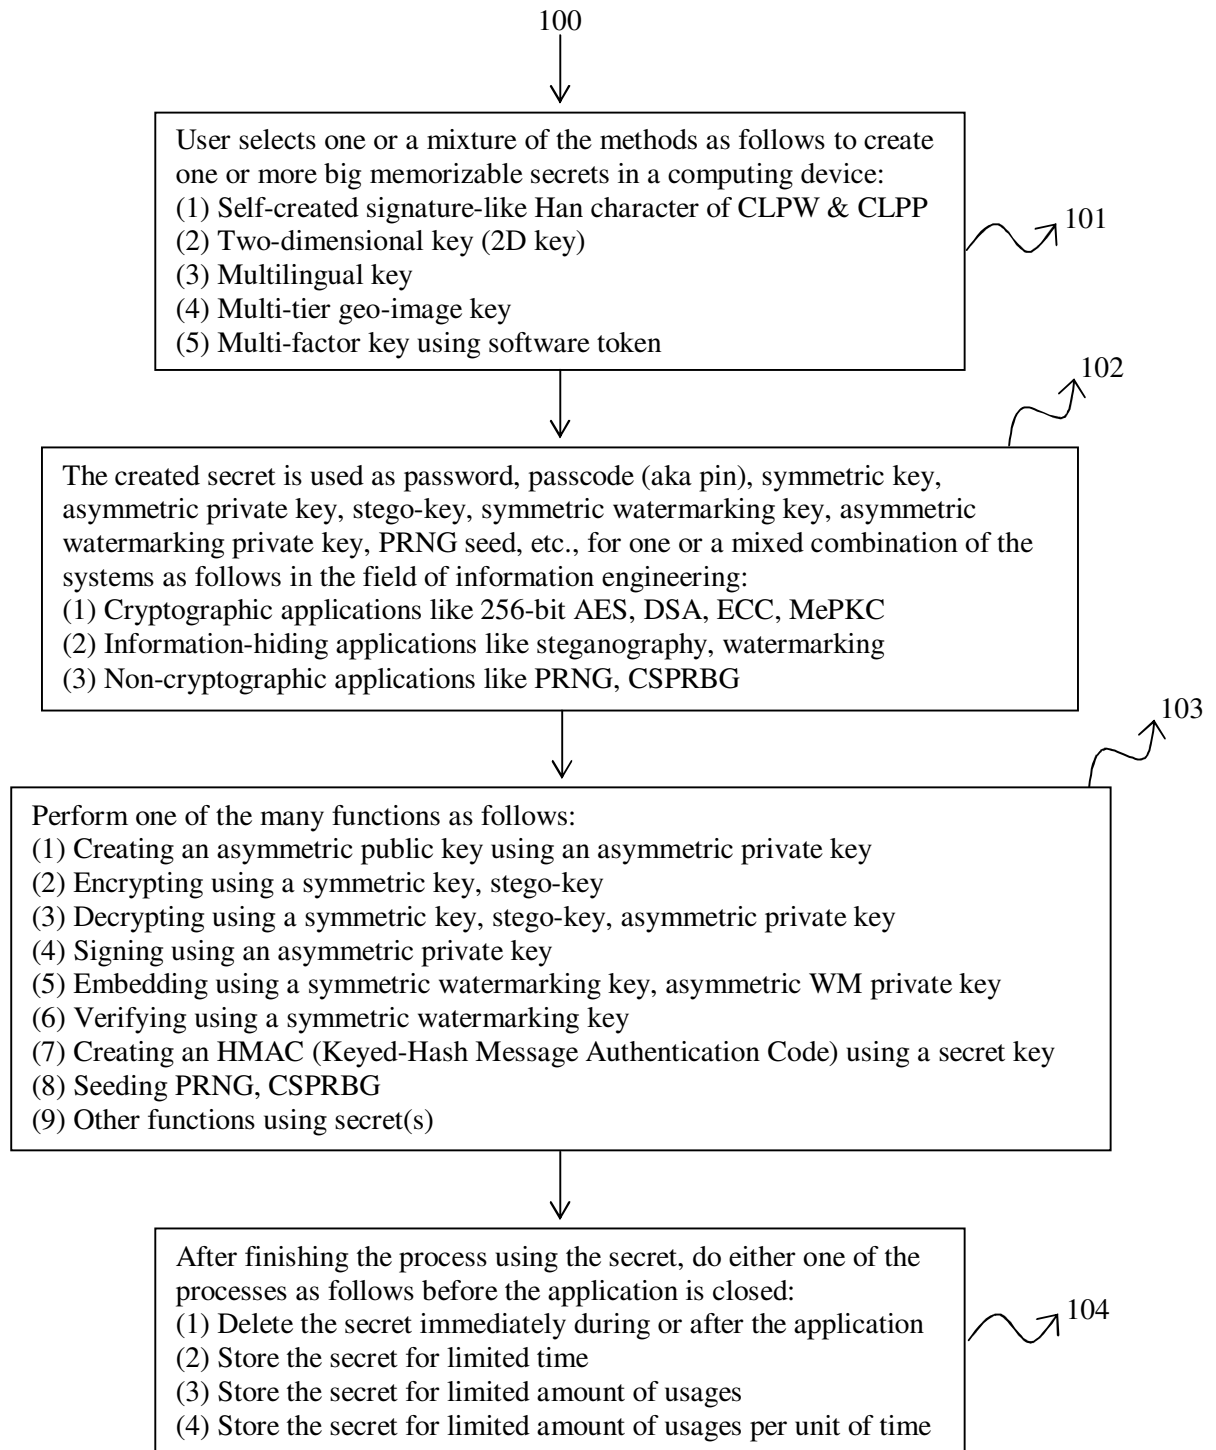 100
User selects one or a mixture of the methods as follows to create
one or more big memorizable secrets in a computing device:
(1) Self-created signature-like Han character of CLPW & CLPP
(2) Two-dimensional key (2D key)
(3) Multilingual key
(4) Multi-tier geo-image key
(5) Multi-factor key using software token
101
102
The created secret is used as password, passcode (aka pin), symmetric key,
asymmetric private key, stego-key, symmetric watermarking key, asymmetric
watermarking private key, PRNG seed, etc., for one or a mixed combination of the
systems as follows in the field of information engineering:
(1) Cryptographic applications like 256-bit AES, DSA, ECC, MePKC
(2) Information-hiding applications like steganography, watermarking
(3) Non-cryptographic applications like PRNG, CSPRBG
103
Perform one of the many functions as follows:
(1) Creating an asymmetric public key using an asymmetric private key
(2) Encrypting using a symmetric key, stego-key
(3) Decrypting using a symmetric key, stego-key, asymmetric private key
(4) Signing using an asymmetric private key
(5) Embedding using a symmetric watermarking key, asymmetric WM private key
(6) Verifying using a symmetric watermarking key
(7) Creating an HMAC (Keyed-Hash Message Authentication Code) using a secret key
(8) Seeding PRNG, CSPRBG
(9) Other functions using secret(s)
After finishing the process using the secret, do either one of the
processes as follows before the application is closed:
(1) Delete the secret immediately during or after the application
(2) Store the secret for limited time
(3) Store the secret for limited amount of usages
(4) Store the secret for limited amount of usages per unit of time
104